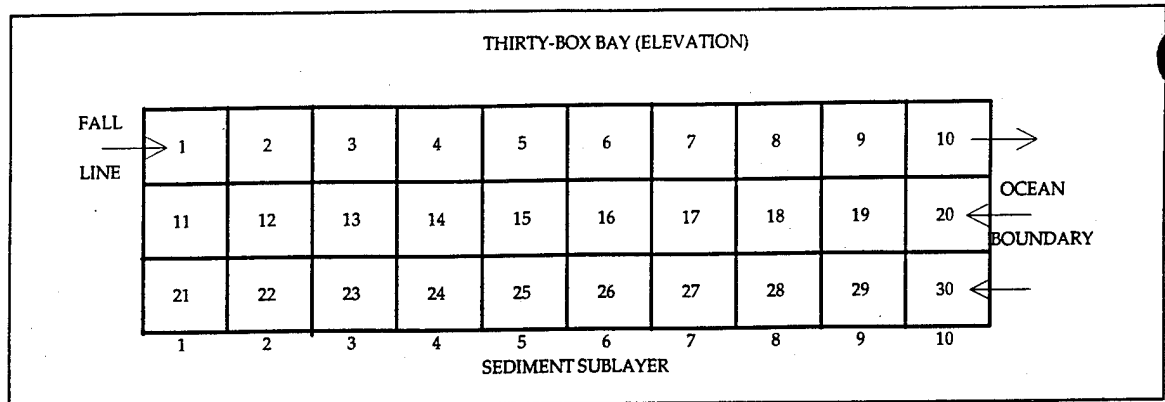 THIRTY-BOX BAY (ELEVATION)
FALL
LINE
1 2 3 4 5 6 7 8 9 10
OCEAN
11 12 13 14 15 16 17 18 19 20
BOUNDARY
21 22 23 24 25 26 27 28 29 30
1 2 3 4 5 6 7 8 9 10
SEDIMENT SUBLAYER